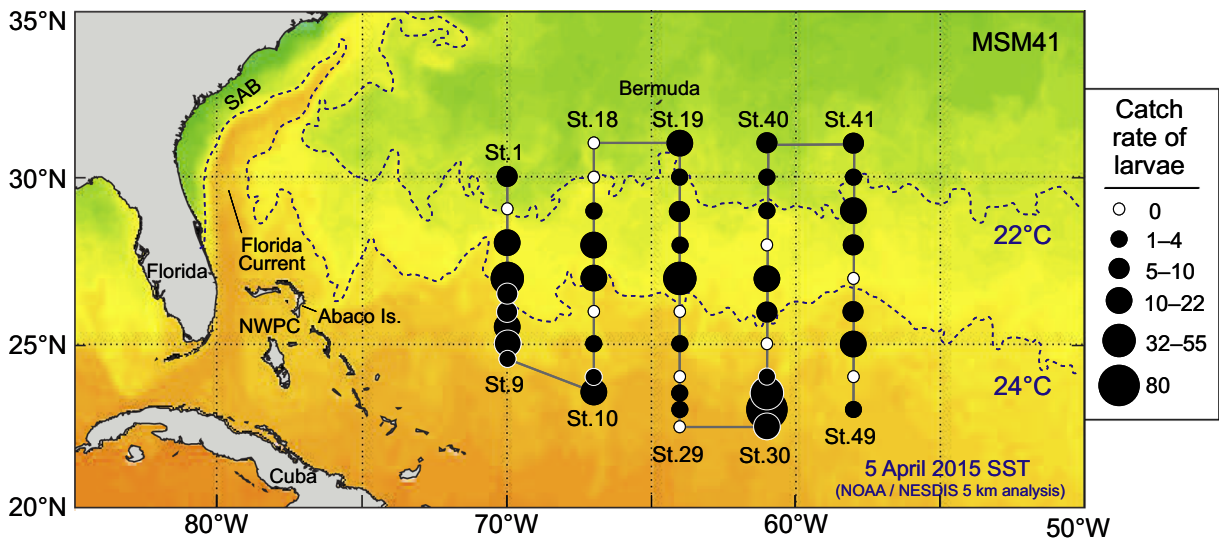 35°N
MSM41
SAB
Bermuda
St.18
St.19
St.40
St.41
St.1
30°N
22°C
Florida
Current
Florida
Abaco Is.
NWPC
25°N
24°C
St.9
St.10
St.49
St.29
St.30
5 April 2015 SST
(NOAA / NESDIS 5 km analysis)
Cuba
20°N
80°W
70°W
60°W
50°W
Catch
rate of
larvae
0
1–4
5–10
10–22
32–55
80